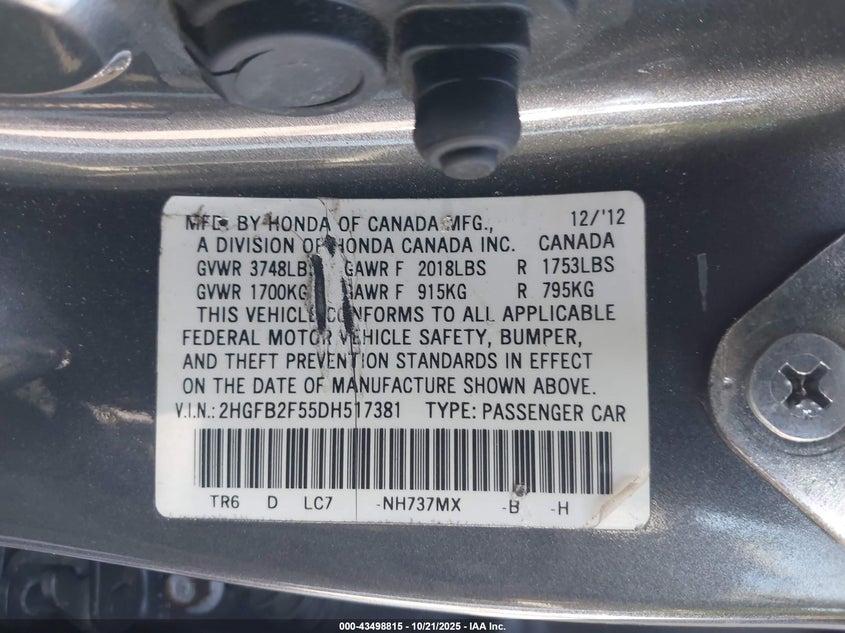 MFD. BY HONDA OF CANADA MFG., 12/'12
A DIVISION OF HONDA CANADA INC. CANADA
GVWR 3748LBS GAWR F 2018LBS R 1753LBS
GVWR 1700KG GAWR F 915KG R 795KG
THIS VEHICLE CONFORMS TO ALL APPLICABLE
FEDERAL MOTOR VEHICLE SAFETY, BUMPER,
AND THEFT PREVENTION STANDARDS IN EFFECT
ON THE DATE OF MANUFACTURE SHOWN ABOVE.
V.I.N.: 2HGFB2F55DH517381 TYPE: PASSENGER CAR
TR6 D LC7 -NH737MX -B -H
000-43498815 - 10/21/2025 - IAA Inc.